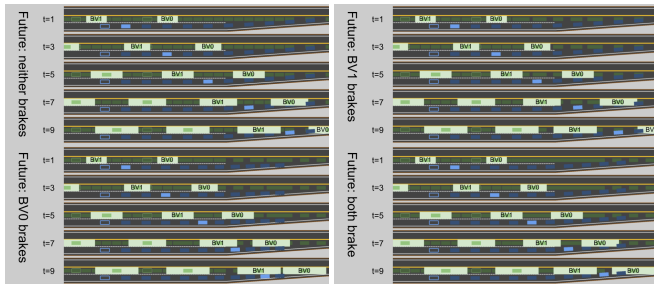 Future: neither brakes
t=1
BV1 BV0
t=3
BV1 BV0
t=5
BV1 BV0
t=7
BV1 BV0
t=9
BV1 BV0
Future: BV0 brakes
t=1
BV1 BV0
t=3
BV1 BV0
t=5
BV1 BV0
t=7
BV1 BV0
t=9
BV1 BV0
Future: BV1 brakes
t=1
BV1 BV0
t=3
BV1 BV0
t=5
BV1 BV0
t=7
BV1 BV0
t=9
BV1 BV0
Future: both brake
t=1
BV1 BV0
t=3
BV1 BV0
t=5
BV1 BV0
t=7
BV1 BV0
t=9
BV1 BV0